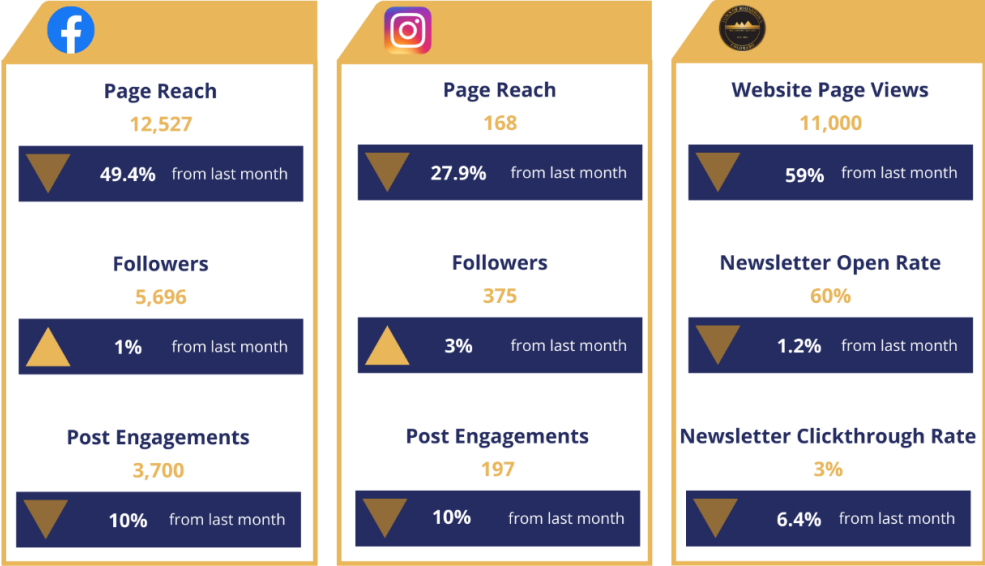 Page Reach
12,527
49.4% from last month
Followers
5,696
1% from last month
Post Engagements
3,700
10% from last month
Page Reach
168
27.9% from last month
Followers
375
3% from last month
Post Engagements
197
10% from last month
Website Page Views
11,000
59% from last month
Newsletter Open Rate
60%
1.2% from last month
Newsletter Clickthrough Rate
3%
6.4% from last month